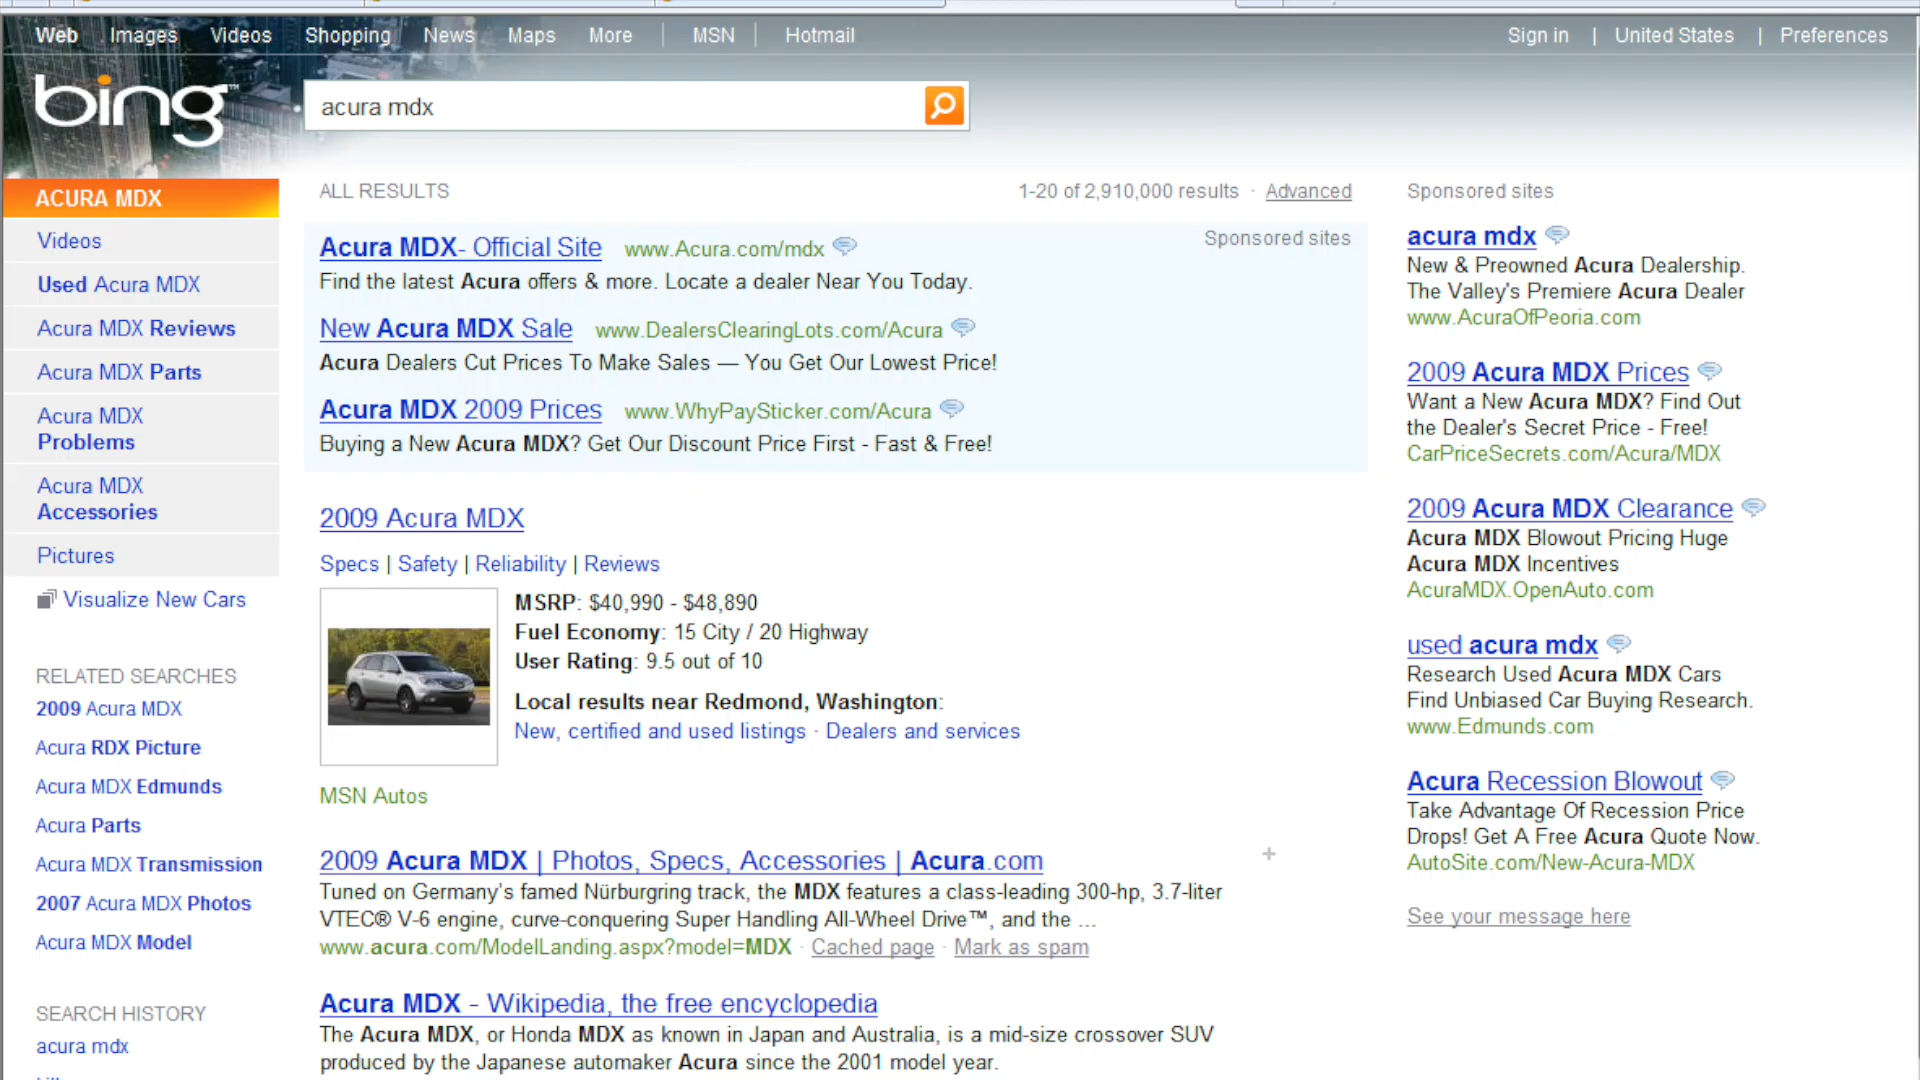 Web Images Videos Shopping News Maps More | MSN | Hotmail
Sign in | United States | Preferences
bing™
acura mdx
ACURA MDX
Videos
Used Acura MDX
Acura MDX Reviews
Acura MDX Parts
Acura MDX
Problems
Acura MDX
Accessories
Pictures
Visualize New Cars
RELATED SEARCHES
2009 Acura MDX
Acura RDX Picture
Acura MDX Edmunds
Acura Parts
Acura MDX Transmission
2007 Acura MDX Photos
Acura MDX Model
SEARCH HISTORY
acura mdx
ALL RESULTS
1-20 of 2,910,000 results · Advanced
Sponsored sites
Acura MDX- Official Site www.Acura.com/mdx
Find the latest Acura offers & more. Locate a dealer Near You Today.
New Acura MDX Sale www.DealersClearingLots.com/Acura
Acura Dealers Cut Prices To Make Sales — You Get Our Lowest Price!
Acura MDX 2009 Prices www.WhyPaySticker.com/Acura
Buying a New Acura MDX? Get Our Discount Price First - Fast & Free!
2009 Acura MDX
Specs | Safety | Reliability | Reviews
MSRP: $40,990 - $48,890
Fuel Economy: 15 City / 20 Highway
User Rating: 9.5 out of 10
Local results near Redmond, Washington:
New, certified and used listings · Dealers and services
MSN Autos
2009 Acura MDX | Photos, Specs, Accessories | Acura.com
Tuned on Germany's famed Nürburgring track, the MDX features a class-leading 300-hp, 3.7-liter
VTEC® V-6 engine, curve-conquering Super Handling All-Wheel Drive™, and the ...
www.acura.com/ModelLanding.aspx?model=MDX · Cached page · Mark as spam
Acura MDX - Wikipedia, the free encyclopedia
The Acura MDX, or Honda MDX as known in Japan and Australia, is a mid-size crossover SUV
produced by the Japanese automaker Acura since the 2001 model year.
Sponsored sites
acura mdx
New & Preowned Acura Dealership.
The Valley's Premiere Acura Dealer
www.AcuraOfPeoria.com
2009 Acura MDX Prices
Want a New Acura MDX? Find Out
the Dealer's Secret Price - Free!
CarPriceSecrets.com/Acura/MDX
2009 Acura MDX Clearance
Acura MDX Blowout Pricing Huge
Acura MDX Incentives
AcuraMDX.OpenAuto.com
used acura mdx
Research Used Acura MDX Cars
Find Unbiased Car Buying Research.
www.Edmunds.com
Acura Recession Blowout
Take Advantage Of Recession Price
Drops! Get A Free Acura Quote Now.
AutoSite.com/New-Acura-MDX
See your message here